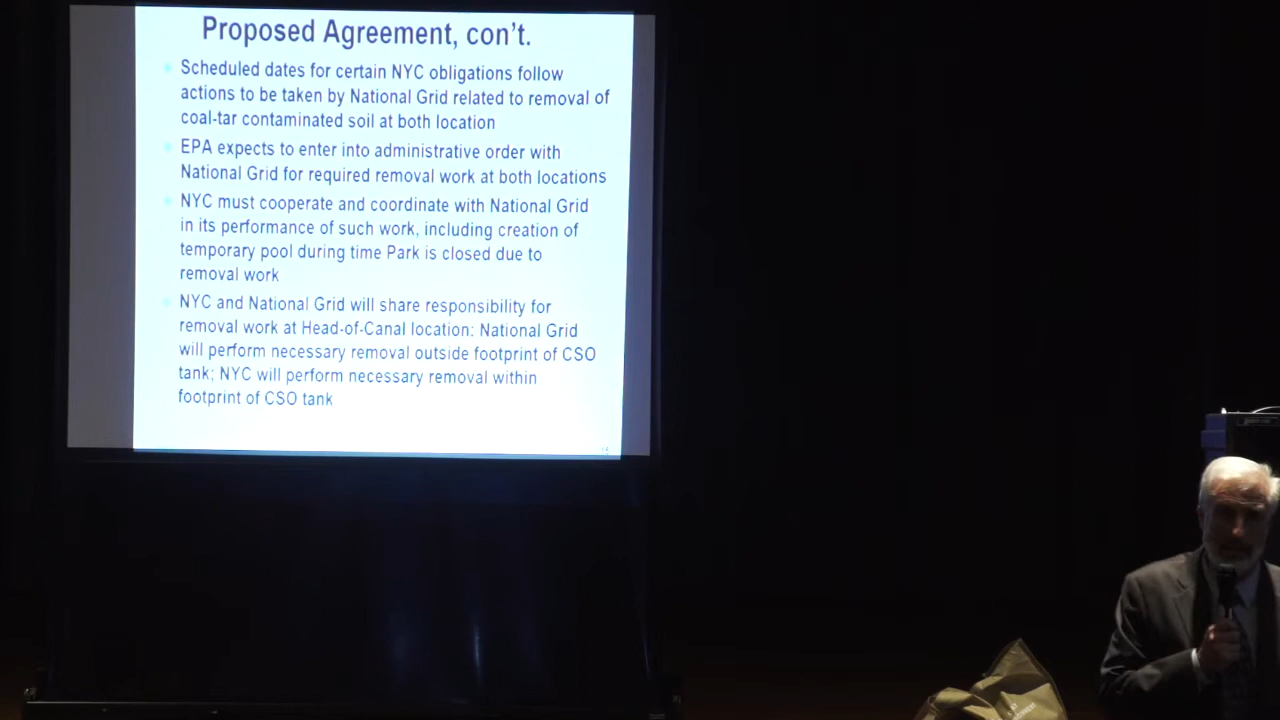 Proposed Agreement, con't.
Scheduled dates for certain NYC obligations follow
actions to be taken by National Grid related to removal of
coal-tar contaminated soil at both location
EPA expects to enter into administrative order with
National Grid for required removal work at both locations
NYC must cooperate and coordinate with National Grid
in its performance of such work, including creation of
temporary pool during time Park is closed due to
removal work
NYC and National Grid will share responsibility for
removal work at Head-of-Canal location: National Grid
will perform necessary removal outside footprint of CSO
tank; NYC will perform necessary removal within
footprint of CSO tank